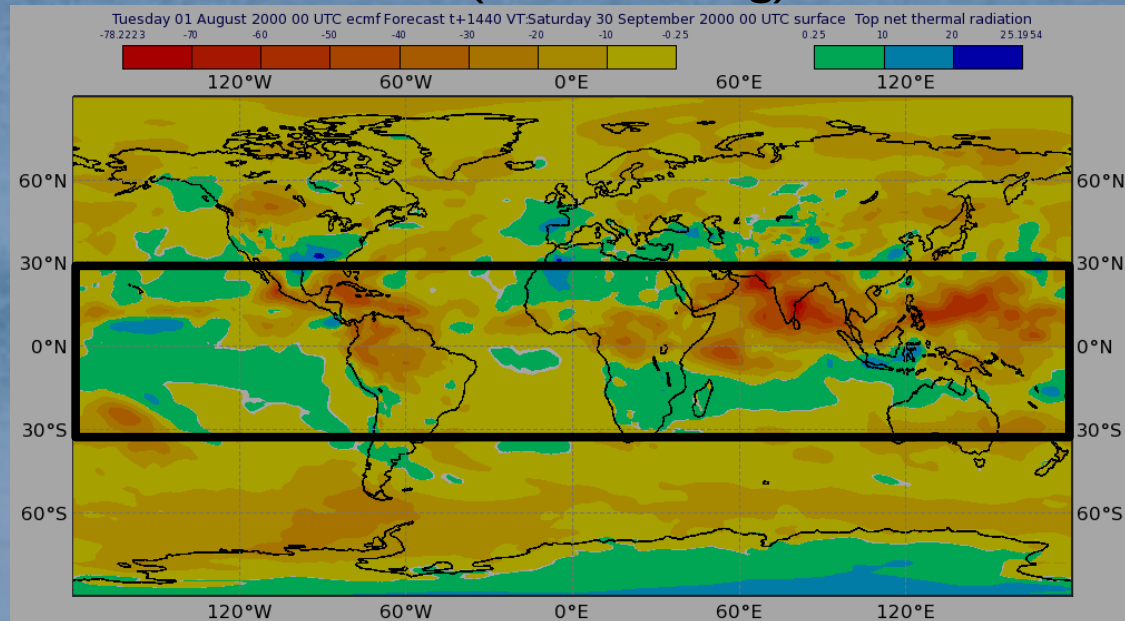 Tuesday 01 August 2000 00 UTC ecmf Forecast t+1440 VT:Saturday 30 September 2000 00 UTC surface Top net thermal radiation
-78.2223 -70 -60 -50 -40 -30 -20 -10 -0.25 0.25 10 20 25.1954
120°W 60°W 0°E 60°E 120°E
60°N 60°N
30°N 30°N
0°N 0°N
30°S 30°S
60°S 60°S
120°W 60°W 0°E 60°E 120°E